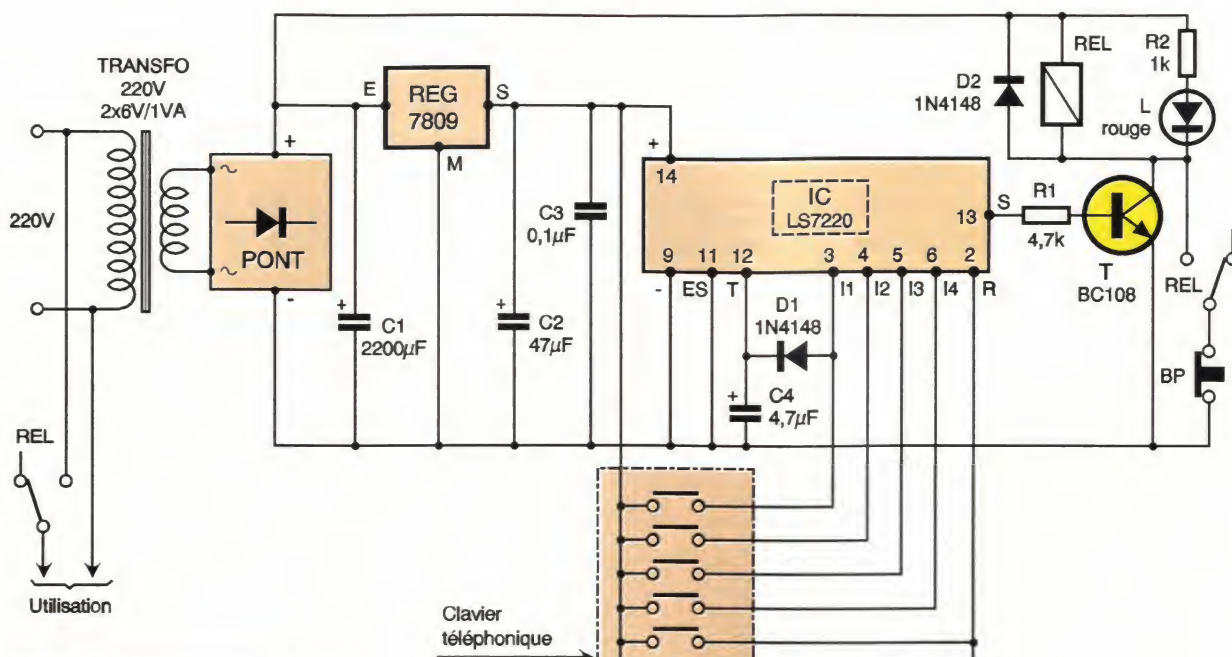 TRANSFO
220V
2x6V/1VA
220V
PONT
+
-
~
~
E
REG
7809
S
M
+
C1
2200µF
+
C2
47µF
C3
0,1µF
+
14
IC
LS7220
13
S
9
11
12
3
4
5
6
2
-
ES
T
I1
I2
I3
I4
R
D1
1N4148
+
C4
4,7µF
R1
4,7k
T
BC108
D2
1N4148
REL
R2
1k
L
rouge
REL
BP
REL
Utilisation
Clavier
téléphonique